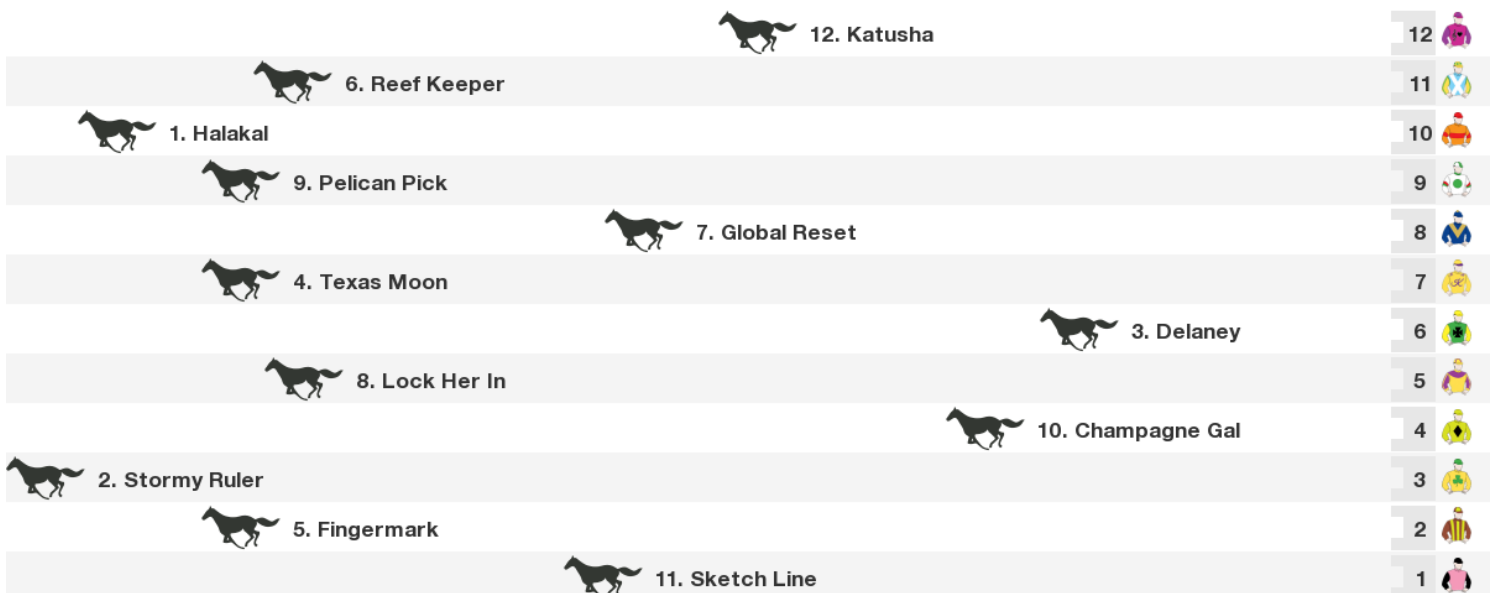 12. Katusha 12
6. Reef Keeper 11
1. Halakal 10
9. Pelican Pick 9
7. Global Reset 8
4. Texas Moon 7
3. Delaney 6
8. Lock Her In 5
10. Champagne Gal 4
2. Stormy Ruler 3
5. Fingermark 2
11. Sketch Line 1